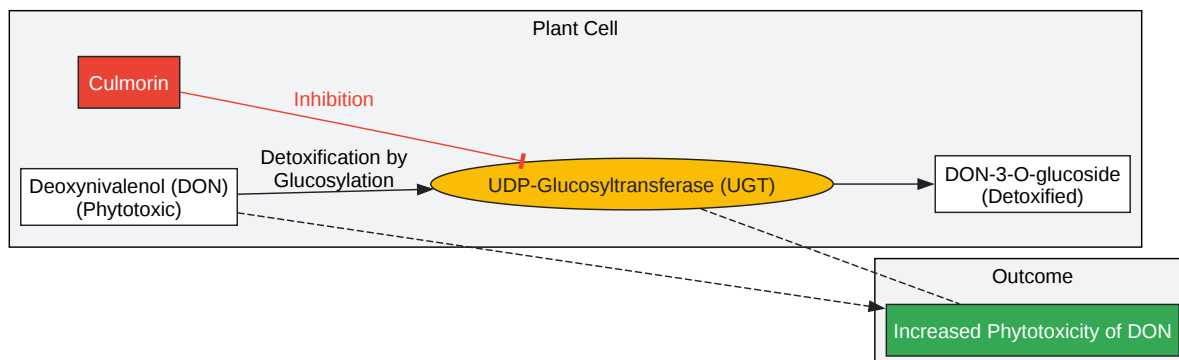 Plant Cell
Culmorin
Inhibition
Detoxification by
Glucosylation
Deoxynivalenol (DON)
(Phytotoxic)
UDP-Glucosyltransferase (UGT)
DON-3-O-glucoside
(Detoxified)
Outcome
Increased Phytotoxicity of DON